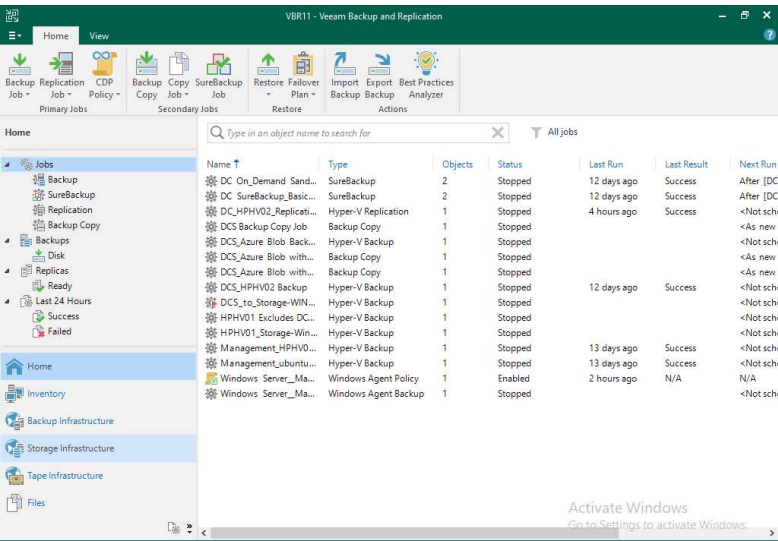 VBR11 - Veeam Backup and Replication
Home View
Backup Job
Replication Job
CDP Policy
Primary Jobs
Backup Copy
Copy Job
SureBackup Job
Secondary Jobs
Restore
Failover Plan
Restore
Import Backup
Export Backup
Best Practices Analyzer
Actions
Home
Type in an object name to search for
All jobs
Jobs
Backup
SureBackup
Replication
Backup Copy
Backups
Disk
Replicas
Ready
Last 24 Hours
Success
Failed
Home
Inventory
Backup Infrastructure
Storage Infrastructure
Tape Infrastructure
Files
Name Type Objects Status Last Run Last Result Next Run
DC On_Demand Sand... SureBackup 2 Stopped 12 days ago Success After [DC
DC SureBackup_Basic... SureBackup 2 Stopped 12 days ago Success After [DC
DC_HPHV02_Replicati... Hyper-V Replication 1 Stopped 4 hours ago Success <Not sche
DCS Backup Copy Job Backup Copy 1 Stopped <As new
DCS_Azure Blob Back... Hyper-V Backup 1 Stopped <Not sche
DCS_Azure Blob with... Backup Copy 1 Stopped <As new
DCS_Azure Blob with... Backup Copy 1 Stopped <As new
DCS_HPHV02 Backup Hyper-V Backup 1 Stopped 12 days ago Success <Not sche
DCS_to_Storage-WIN... Hyper-V Backup 1 Stopped <Not sche
HPHV01 Excludes DC... Hyper-V Backup 1 Stopped <Not sche
HPHV01_Storage-Win... Hyper-V Backup 1 Stopped <Not sche
Management_HPHV0... Hyper-V Backup 1 Stopped 13 days ago Success <Not sche
Management_ubuntu... Hyper-V Backup 1 Stopped 13 days ago Success <Not sche
Windows Server__Ma... Windows Agent Policy 1 Enabled 2 hours ago N/A N/A
Windows Server__Ma... Windows Agent Backup 1 Stopped <Not sche
Activate Windows
Go to Settings to activate Windows.